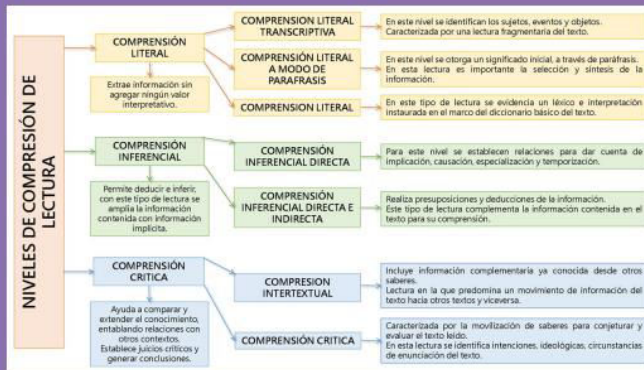 NIVELES DE COMPRESIÓN DE
LECTURA
COMPRENSIÓN
LITERAL
Extrae información sin
agregar ningún valor
interpretativo.
COMPRENSION LITERAL
TRANSCRIPTIVA
En este nivel se identifican los sujetos, eventos y objetos.
Caracterizada por una lectura fragmentaria del texto.
COMPRENSIÓN LITERAL
A MODO DE
PARAFRASIS
En este nivel se otorga un significado inicial, a través de paráfrasis.
En esta lectura es importante la selección y síntesis de la
información.
COMPRENSION LITERAL
En este tipo de lectura se evidencia un léxico e interpretación
instaurada en el marco del diccionario básico del texto.
COMPRENSIÓN
INFERENCIAL
Permite deducir e inferir,
con este tipo de lectura se
amplia la información
contenida con información
implícita.
COMPRENSIÓN
INFERENCIAL DIRECTA
Para este nivel se establecen relaciones para dar cuenta de
implicación, causación, especialización y temporización.
COMPRENSIÓN
INFERENCIAL DIRECTA E
INDIRECTA
Realiza presuposiciones y deducciones de la información.
Este tipo de lectura complementa la información contenida en el
texto para su comprensión.
COMPRENSIÓN
CRITICA
Ayuda a comparar y
extender el conocimiento,
entablando relaciones con
otros contextos.
Establece juicios críticos y
generar conclusiones.
COMPRESION
INTERTEXTUAL
Incluye información complementaria ya conocida desde otros
saberes.
Lectura en la que predomina un movimiento de información del
texto hacia otros textos y viceversa.
COMPRENSIÓN CRITICA
Caracterizada por la movilización de saberes para conjeturar y
evaluar el texto leído.
En esta lectura se identifica intenciones, ideológicas, circunstancias
de enunciación del texto.